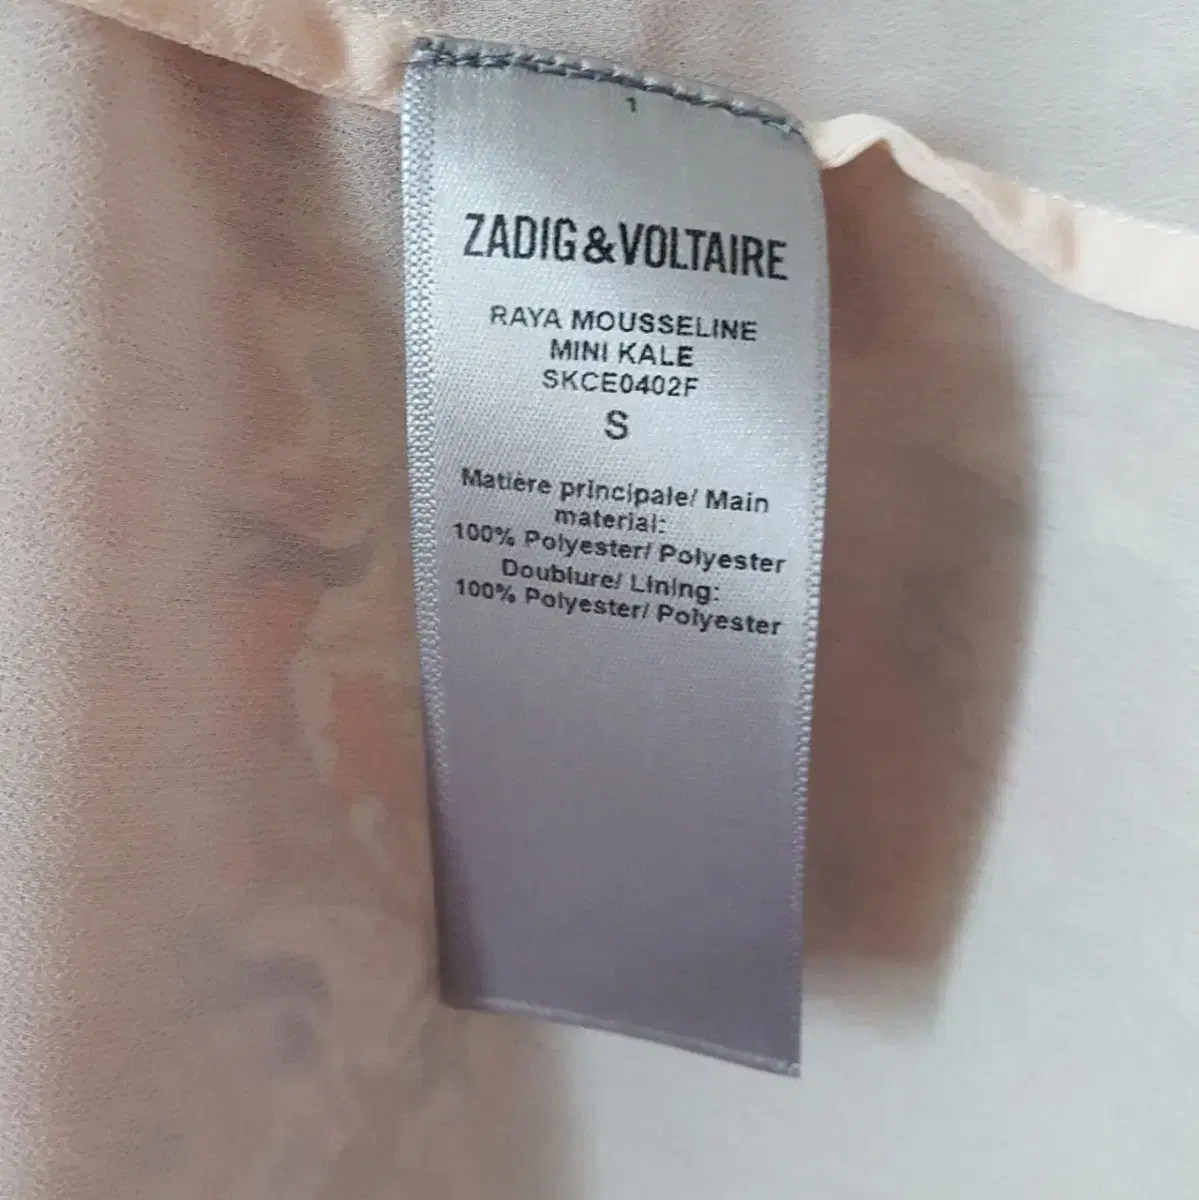 1
ZADIG&VOLTAIRE
RAYA MOUSSELINE
MINI KALE
SKCE0402F
S
Matière principale/ Main
material:
100% Polyester/ Polyester
Doublure/ Lining:
100% Polyester/ Polyester